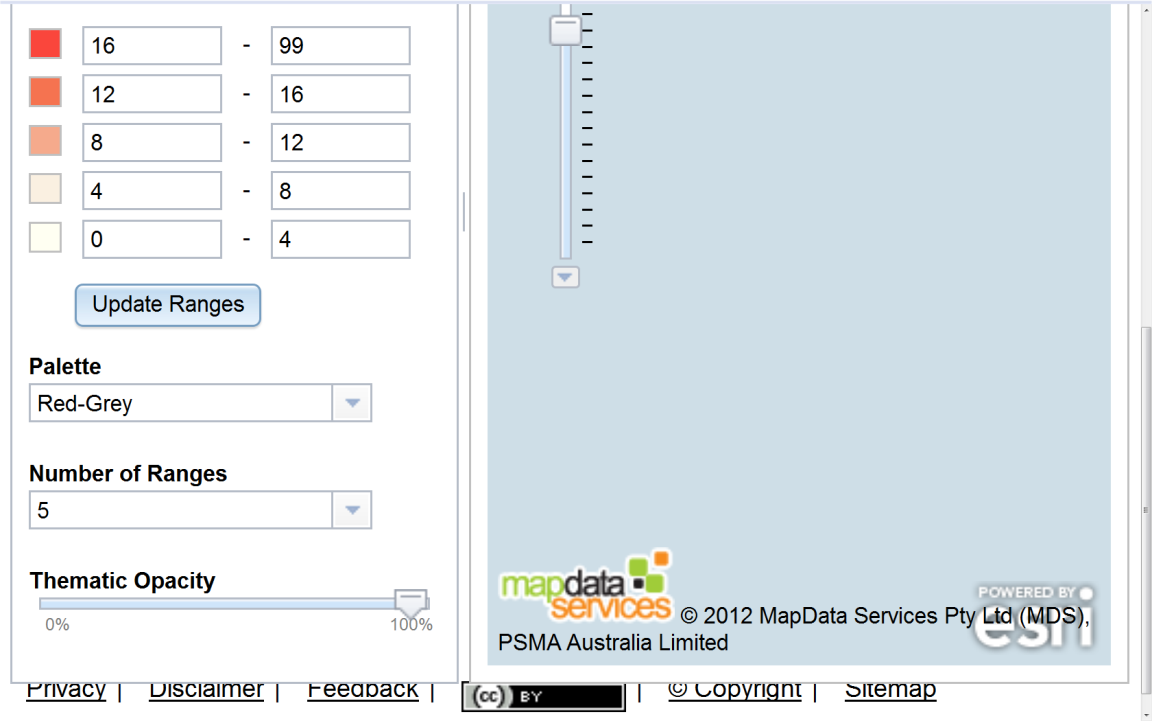 16 - 99
12 - 16
8 - 12
4 - 8
0 - 4
Update Ranges
Palette
Red-Grey
Number of Ranges
5
Thematic Opacity
0% 100%
mapdata
services © 2012 MapData Services Pty Ltd (MDS),
PSMA Australia Limited
POWERED BY
esri
Privacy | Disclaimer | Feedback | (cc) BY | © Copyright | Sitemap